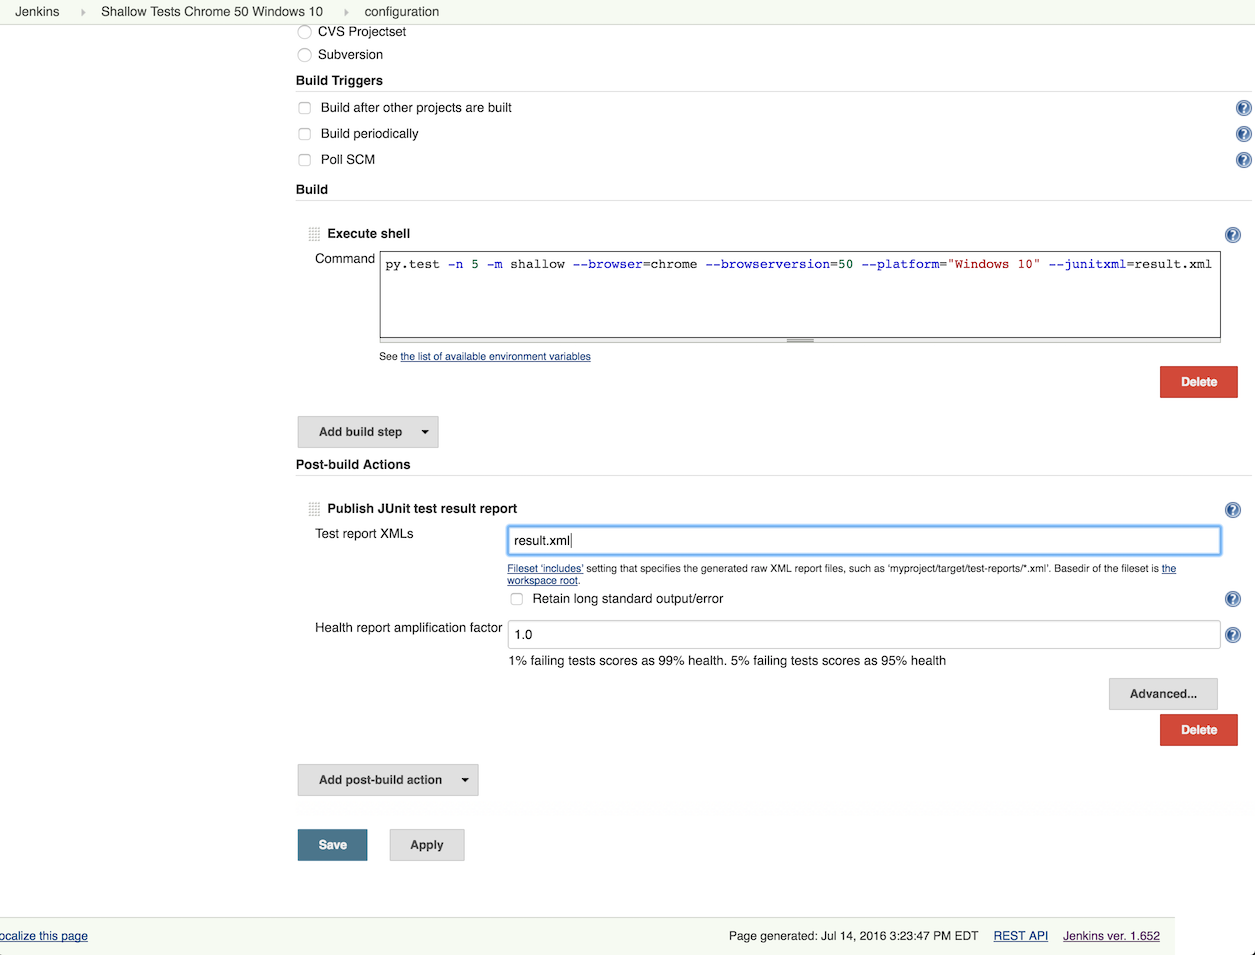 Jenkins Shallow Tests Chrome 50 Windows 10 configuration
CVS Projectset
Subversion
Build Triggers
Build after other projects are built
Build periodically
Poll SCM
Build
Execute shell
Command
py.test -n 5 -m shallow --browser=chrome --browserversion=50 --platform="Windows 10" --junitxml=result.xml
See the list of available environment variables
Delete
Add build step
Post-build Actions
Publish JUnit test result report
Test report XMLs
result.xml
Fileset 'includes' setting that specifies the generated raw XML report files, such as 'myproject/target/test-reports/*.xml'. Basedir of the fileset is the
workspace root.
Retain long standard output/error
Health report amplification factor
1.0
1% failing tests scores as 99% health. 5% failing tests scores as 95% health
Advanced...
Delete
Add post-build action
Save Apply
ocalize this page Page generated: Jul 14, 2016 3:23:47 PM EDT REST API Jenkins ver. 1.652